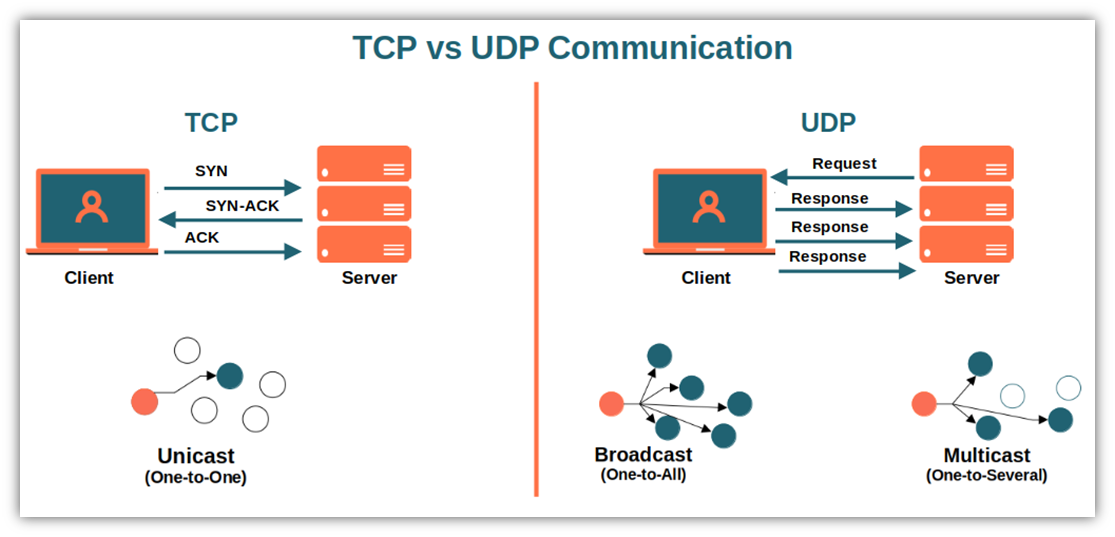 TCP vs UDP Communication
TCP
SYN
SYN-ACK
ACK
Client
Server
Unicast
(One-to-One)
UDP
Request
Response
Response
Response
Client
Server
Broadcast
(One-to-All)
Multicast
(One-to-Several)